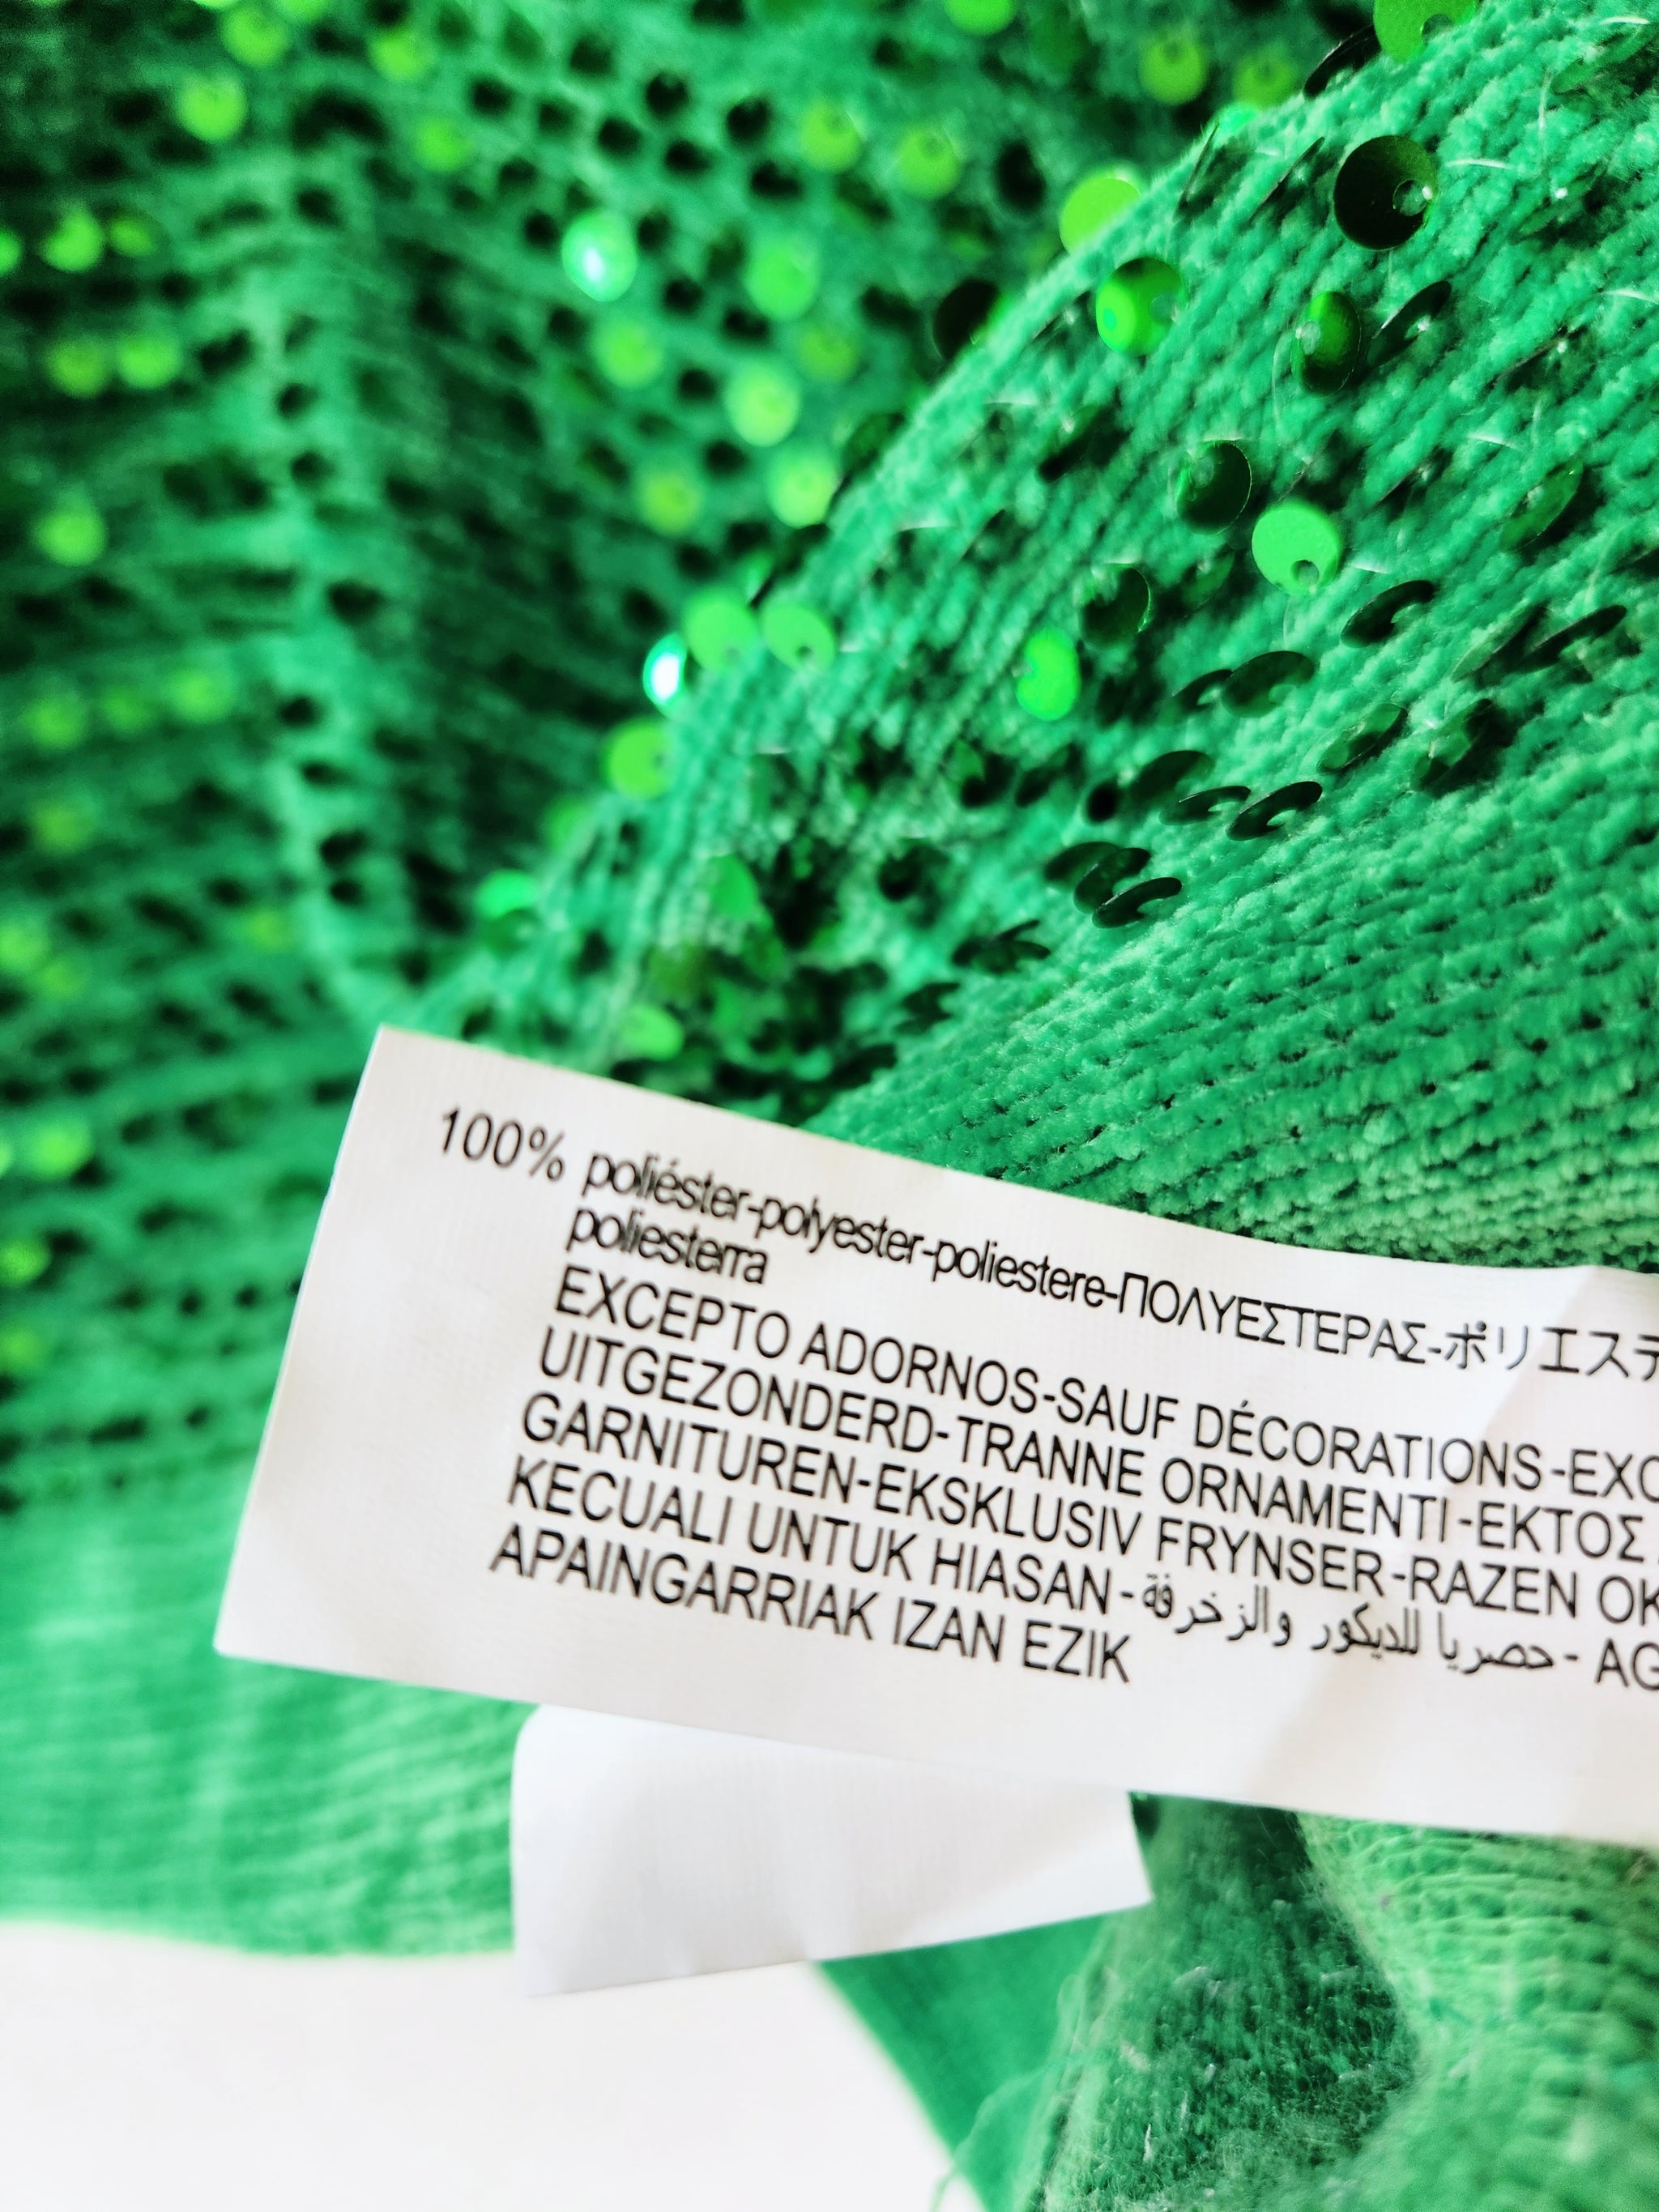 100% poliéster-polyester-poliestere-ΠΟΛΥΕΣΤΕΡΑΣ-ポリエステ
poliesterra
EXCEPTO ADORNOS-SAUF DÉCORATIONS-EXC
UITGEZONDERD-TRANNE ORNAMENTI-ΕΚΤΟΣ
GARNITUREN-EKSKLUSIV FRYNSER-RAZEN OK
KECUALI UNTUK HIASAN-حصريا للديكور والزخرفة- AG
APAINGARRIAK IZAN EZIK